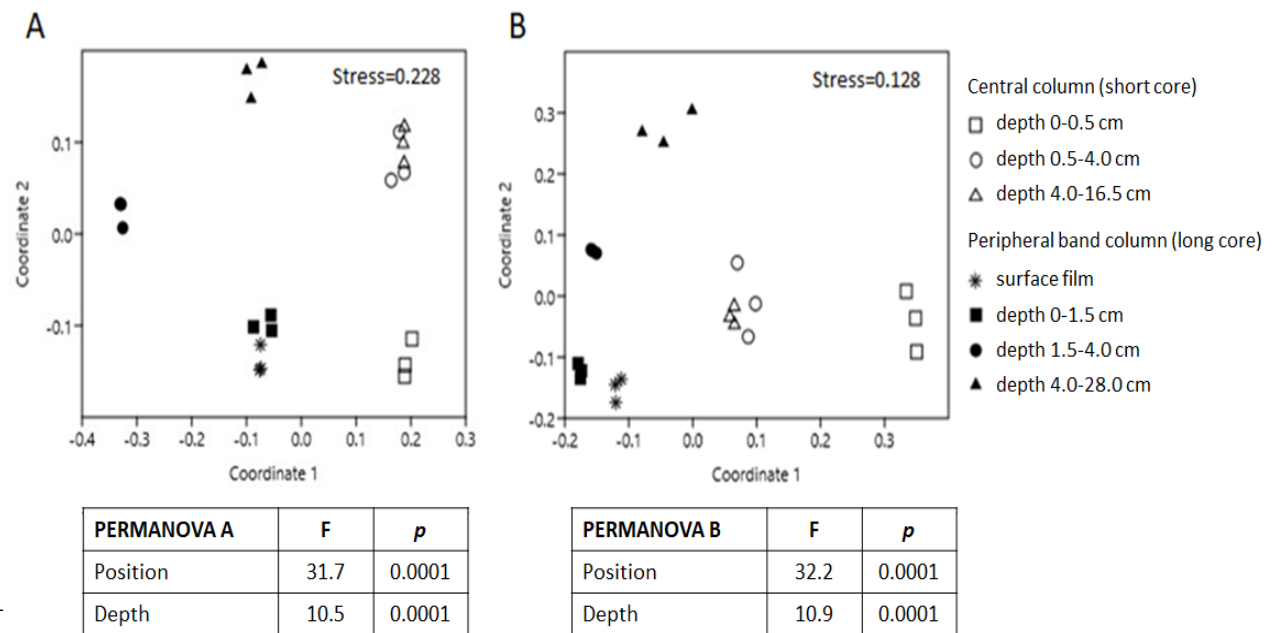 A
Stress=0.228
Coordinate 2
0.1
0.0
-0.1
-0.4 -0.3 -0.2 -0.1 0.0 0.1 0.2 0.3
Coordinate 1
B
Stress=0.128
Coordinate 2
0.3
0.2
0.1
0.0
-0.1
-0.2
-0.2 -0.1 0.0 0.1 0.2 0.3
Coordinate 1
Central column (short core)
depth 0-0.5 cm
depth 0.5-4.0 cm
depth 4.0-16.5 cm
Peripheral band column (long core)
surface film
depth 0-1.5 cm
depth 1.5-4.0 cm
depth 4.0-28.0 cm
PERMANOVA A F p
Position 31.7 0.0001
Depth 10.5 0.0001
PERMANOVA B F p
Position 32.2 0.0001
Depth 10.9 0.0001